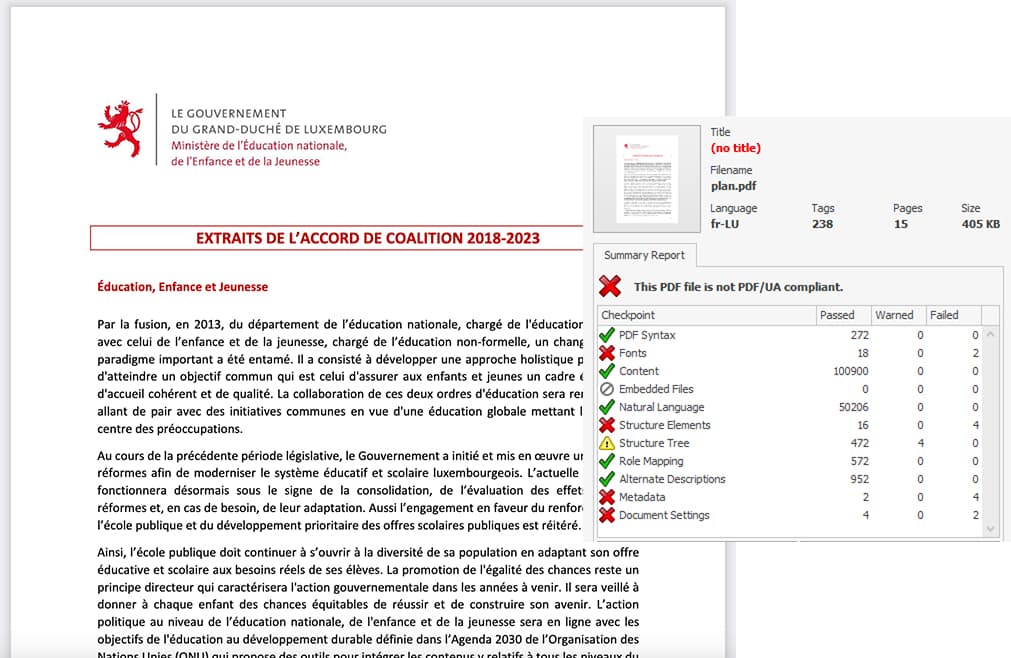 LE GOUVERNEMENT
DU GRAND-DUCHÉ DE LUXEMBOURG
Ministère de l'Éducation nationale,
de l'Enfance et de la Jeunesse
EXTRAITS DE L'ACCORD DE COALITION 2018-2023
Éducation, Enfance et Jeunesse
Par la fusion, en 2013, du département de l'éducation nationale, chargé de l'éducation
avec celui de l'enfance et de la jeunesse, chargé de l'éducation non-formelle, un chang
paradigme important a été entamé. Il a consisté à développer une approche holistique p
d'atteindre un objectif commun qui est celui d'assurer aux enfants et jeunes un cadre
d'accueil cohérent et de qualité. La collaboration de ces deux ordres d'éducation sera
allant de pair avec des initiatives communes en vue d'une éducation globale mettant
centre des préoccupations.
Au cours de la précédente période législative, le Gouvernement a initié et mis en œuvre
réformes afin de moderniser le système éducatif et scolaire luxembourgeois. L'actuelle
fonctionnera désormais sous le signe de la consolidation, de l'évaluation des effet
réformes et, en cas de besoin, de leur adaptation. Aussi l'engagement en faveur du renfor
l'école publique et du développement prioritaire des offres scolaires publiques est réitéré.
Ainsi, l'école publique doit continuer à s'ouvrir à la diversité de sa population en adaptant son offre
éducative et scolaire aux besoins réels de ses élèves. La promotion de l'égalité des chances reste un
principe directeur qui caractérisera l'action gouvernementale dans les années à venir. Il sera veillé à
donner à chaque enfant des chances équitables de réussir et de construire son avenir. L'action
politique au niveau de l'éducation nationale, de l'enfance et de la jeunesse sera en ligne avec les
objectifs de l'éducation au développement durable définie dans l'Agenda 2030 de l'Organisation des
Nations Unies (ONU) qui propose des outils pour intégrer les contenus y relatifs à tous les niveaux du
Title
(no title)
Filename
plan.pdf
Language Tags Pages Size
fr-LU 238 15 405 KB
Summary Report
This PDF file is not PDF/UA compliant.
Checkpoint Passed Warned Failed
PDF Syntax 272 0 0
Fonts 18 0 2
Content 100900 0 0
Embedded Files 0 0 0
Natural Language 50206 0 0
Structure Elements 16 0 4
Structure Tree 472 4 0
Role Mapping 572 0 0
Alternate Descriptions 952 0 0
Metadata 2 0 4
Document Settings 4 0 2